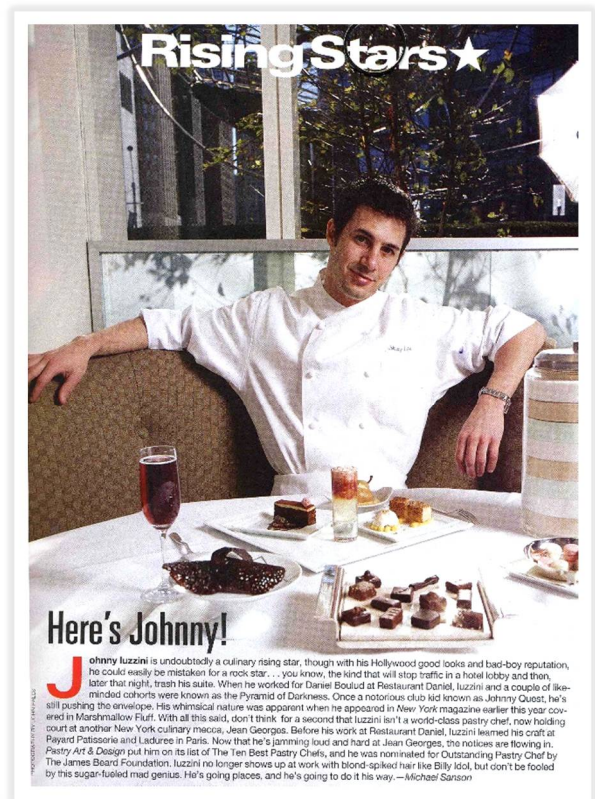 Rising Stars★
Here's Johnny!
Johnny Iuzzini is undoubtedly a culinary rising star, though with his Hollywood good looks and bad-boy reputation,
he could easily be mistaken for a rock star. . . you know, the kind that will stop traffic in a hotel lobby and then,
later that night, trash his suite. When he worked for Daniel Boulud at Restaurant Daniel, Iuzzini and a couple of like-
minded cohorts were known as the Pyramid of Darkness. Once a notorious club kid known as Johnny Quest, he's
still pushing the envelope. His whimsical nature was apparent when he appeared in New York magazine earlier this year cov-
ered in Marshmallow Fluff. With all this said, don't think for a second that Iuzzini isn't a world-class pastry chef, now holding
court at another New York culinary mecca, Jean Georges. Before his work at Restaurant Daniel, Iuzzini learned his craft at
Payard Patisserie and Laduree in Paris. Now that he's jamming loud and hard at Jean Georges, the notices are flowing in.
Pastry Art & Design put him on its list of The Ten Best Pastry Chefs, and he was nominated for Outstanding Pastry Chef by
The James Beard Foundation. Iuzzini no longer shows up at work with blond-spiked hair like Billy Idol, but don't be fooled
by this sugar-fueled mad genius. He's going places, and he's going to do it his way.—Michael Sanson